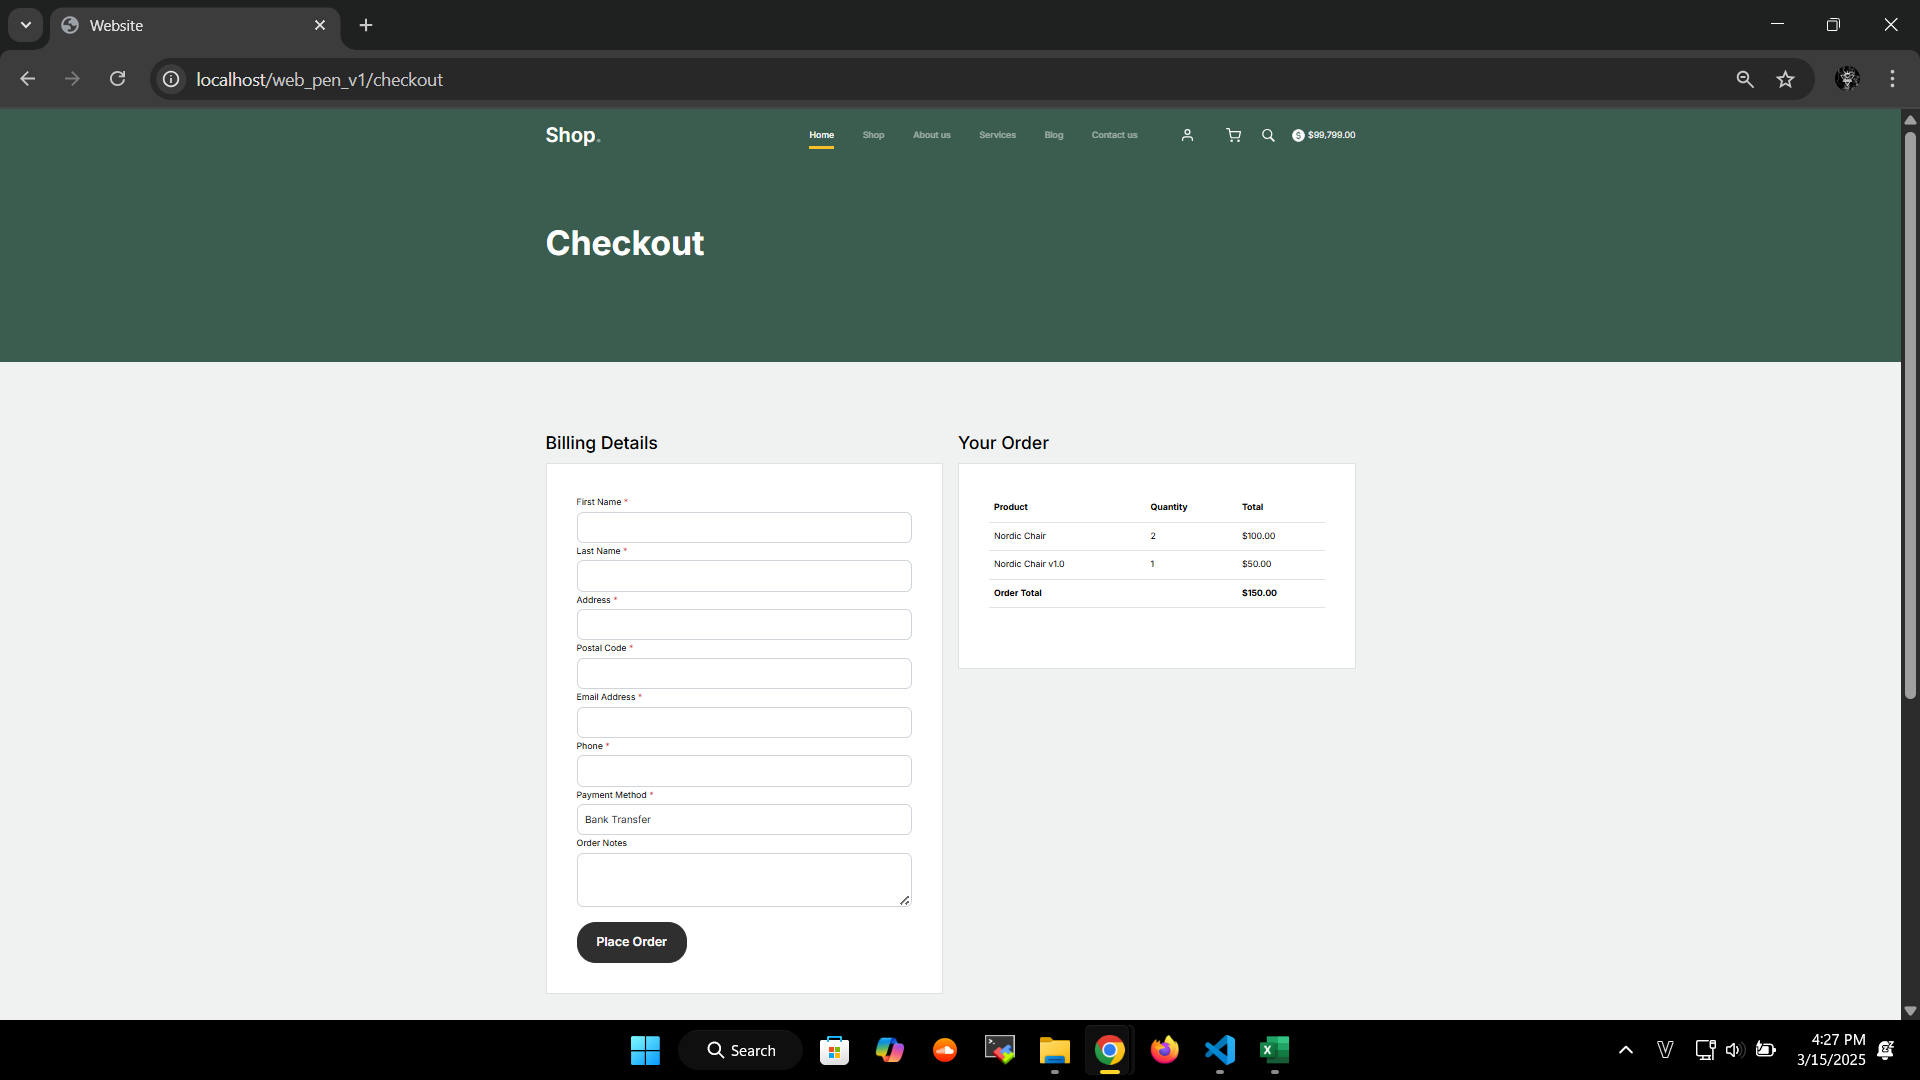 Website
localhost/web_pen_v1/checkout
Shop.
Home Shop About us Services Blog Contact us $99,799.00
Checkout
Billing Details
First Name *
Last Name *
Address *
Postal Code *
Email Address *
Phone *
Payment Method *
Bank Transfer
Order Notes
Place Order
Your Order
Product Quantity Total
Nordic Chair 2 $100.00
Nordic Chair v1.0 1 $50.00
Order Total $150.00
Search
4:27 PM
3/15/2025